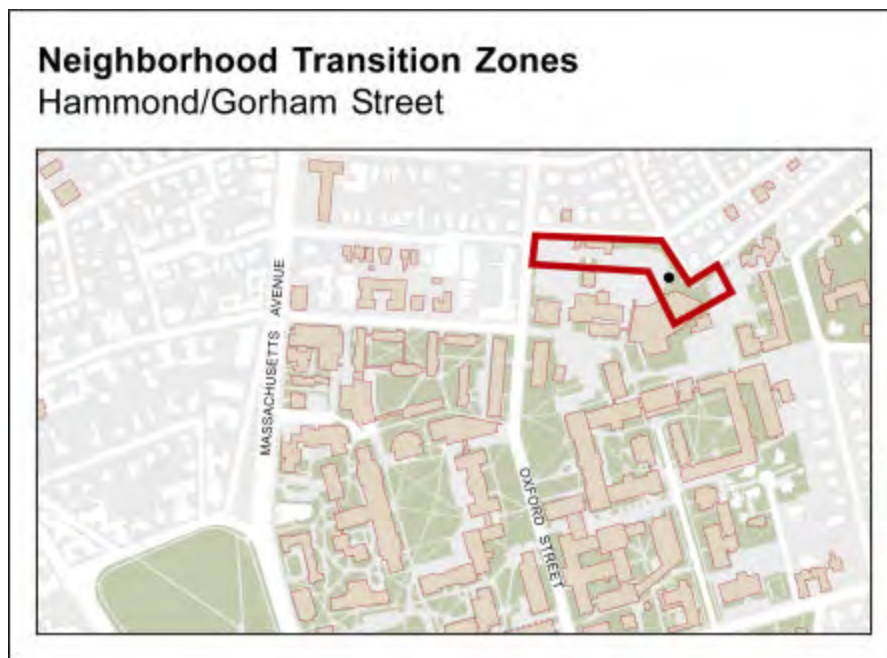 Neighborhood Transition Zones
Hammond/Gorham Street
MASSACHUSETTS AVENUE
OXFORD STREET